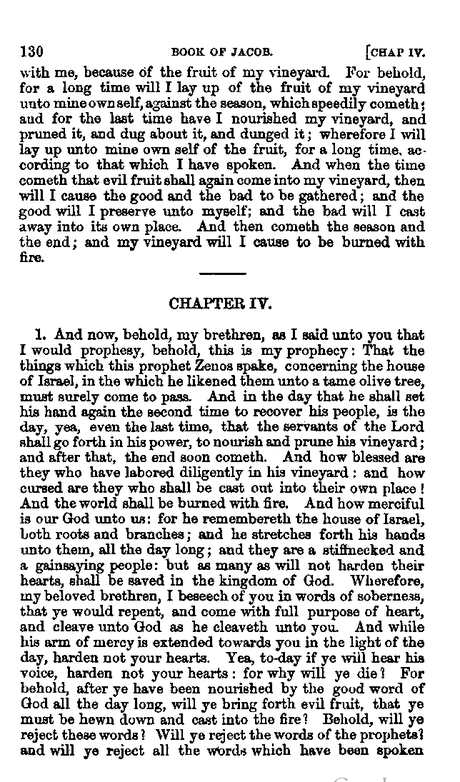 130 BOOK OF JACOB. [CHAP IV.
with me, because of the fruit of my vineyard. For behold,
for a long time will I lay up of the fruit of my vineyard
unto mine own self, against the season, which speedily cometh;
aud for the last time have I nourished my vineyard, and
pruned it, and dug about it, and dunged it; wherefore I will
lay up unto mine own self of the fruit, for a long time, ac-
cording to that which I have spoken. And when the time
cometh that evil fruit shall again come into my vineyard, then
will I cause the good and the bad to be gathered; and the
good will I preserve unto myself; and the bad will I cast
away into its own place. And then cometh the season and
the end; and my vineyard will I cause to be burned with
fire.
CHAPTER IV.
1. And now, behold, my brethren, as I said unto you that
I would prophesy, behold, this is my prophecy: That the
things which this prophet Zenos spake, concerning the house
of Israel, in the which he likened them unto a tame olive tree,
must surely come to pass. And in the day that he shall set
his hand again the second time to recover his people, is the
day, yea, even the last time, that the servants of the Lord
shall go forth in his power, to nourish and prune his vineyard;
and after that, the end soon cometh. And how blessed are
they who have labored diligently in his vineyard: and how
cursed are they who shall be cast out into their own place!
And the world shall be burned with fire. And how merciful
is our God unto us: for he remembereth the house of Israel,
both roots and branches; and he stretches forth his hands
unto them, all the day long; and they are a stiffnecked and
a gainsaying people: but as many as will not harden their
hearts, shall be saved in the kingdom of God. Wherefore,
my beloved brethren, I beseech of you in words of soberness,
that ye would repent, and come with full purpose of heart,
and cleave unto God as he cleaveth unto you. And while
his arm of mercy is extended towards you in the light of the
day, harden not your hearts. Yea, to-day if ye will hear his
voice, harden not your hearts: for why will ye die? For
behold, after ye have been nourished by the good word of
God all the day long, will ye bring forth evil fruit, that ye
must be hewn down and cast into the fire? Behold, will ye
reject these words? Will ye reject the words of the prophets?
and will ye reject all the words which have been spoken